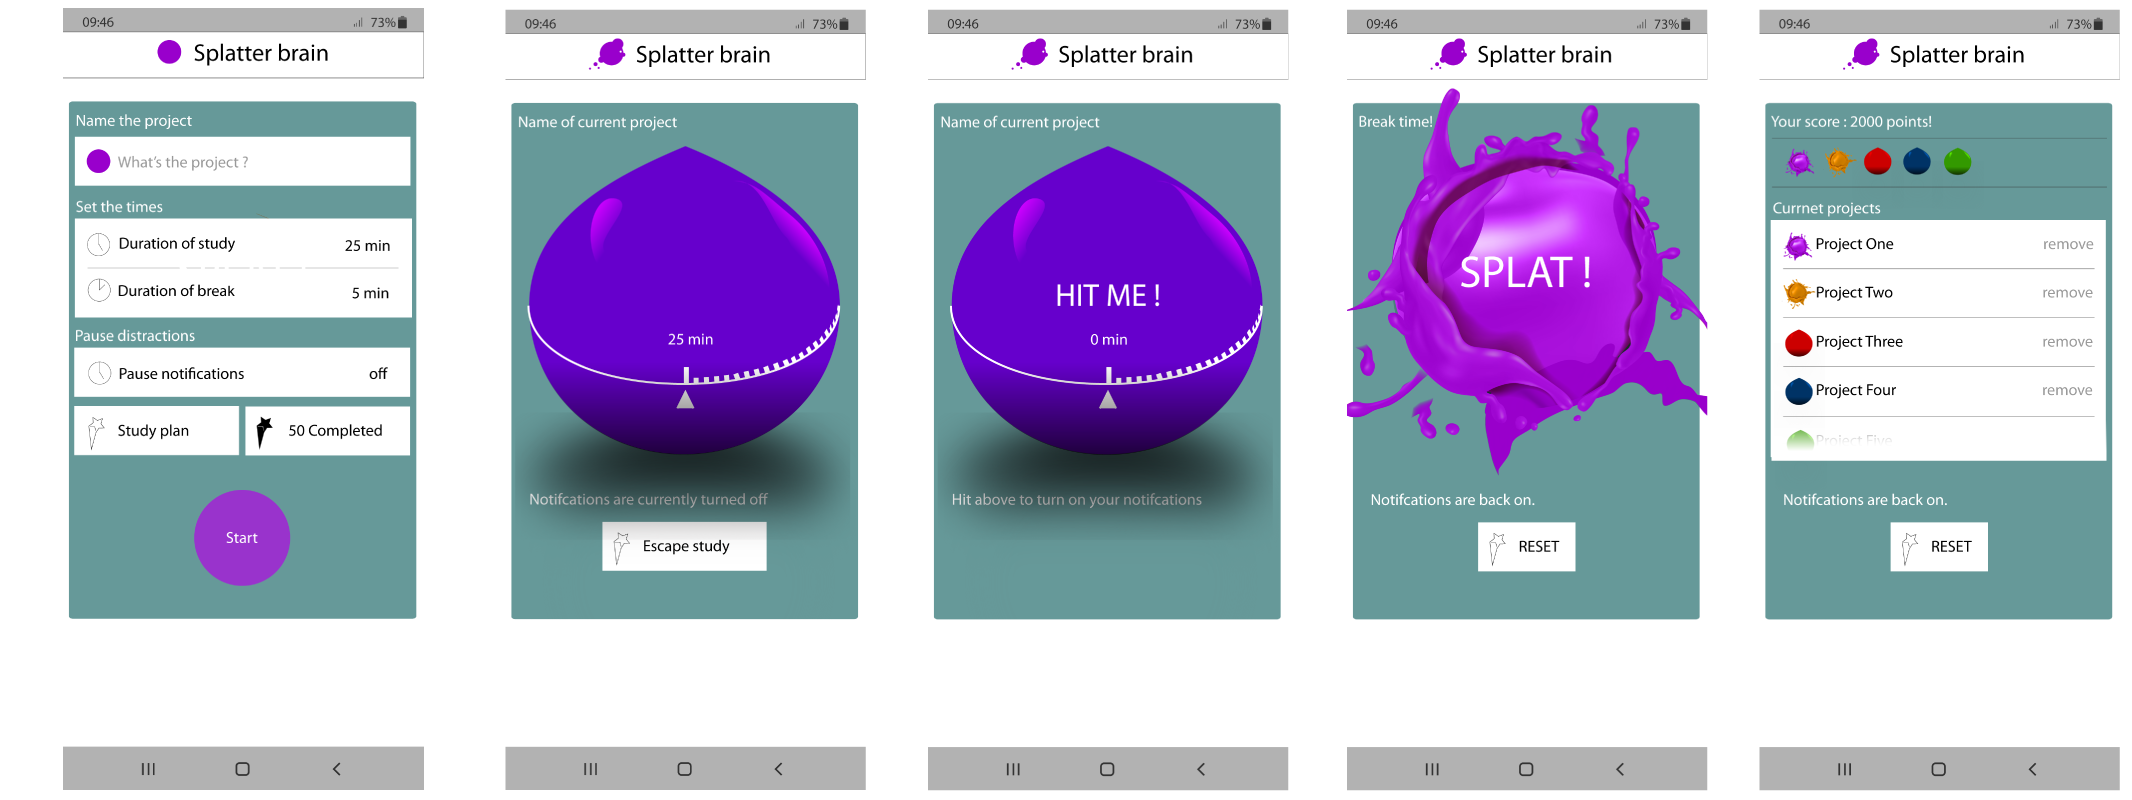 09:46 73%
Splatter brain
Name the project
What's the project ?
Set the times
Duration of study 25 min
Duration of break 5 min
Pause distractions
Pause notifications off
Study plan 50 Completed
Start
09:46 73%
Splatter brain
Name of current project
25 min
Notifcations are currently turned off
Escape study
09:46 73%
Splatter brain
Name of current project
HIT ME !
0 min
Hit above to turn on your notifcations
09:46 73%
Splatter brain
Break time!
SPLAT !
Notifcations are back on.
RESET
09:46 73%
Splatter brain
Your score : 2000 points!
Currnet projects
Project One remove
Project Two remove
Project Three remove
Project Four remove
Project Five
Notifcations are back on.
RESET